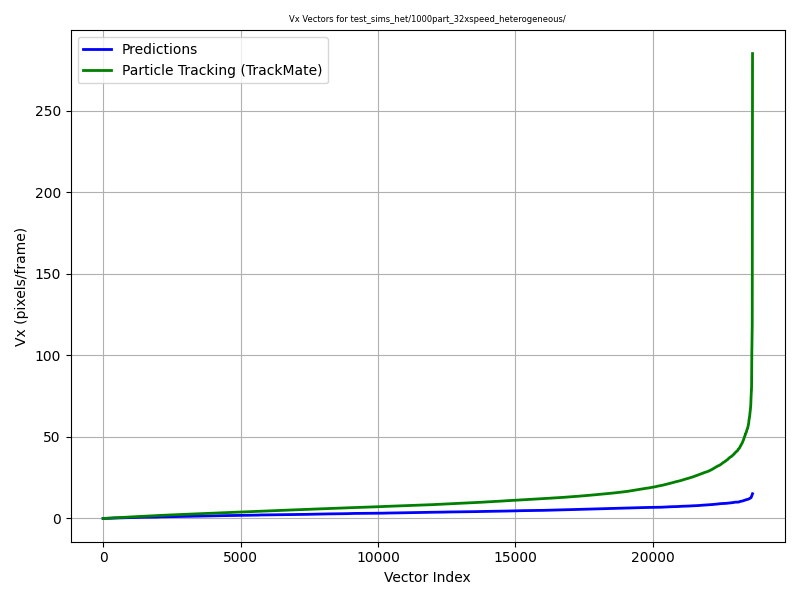 Vx Vectors for test_sims_het/1000part_32xspeed_heterogeneous/
Predictions
Particle Tracking (TrackMate)
250
200
150
100
50
0
Vx (pixels/frame)
0 5000 10000 15000 20000
Vector Index